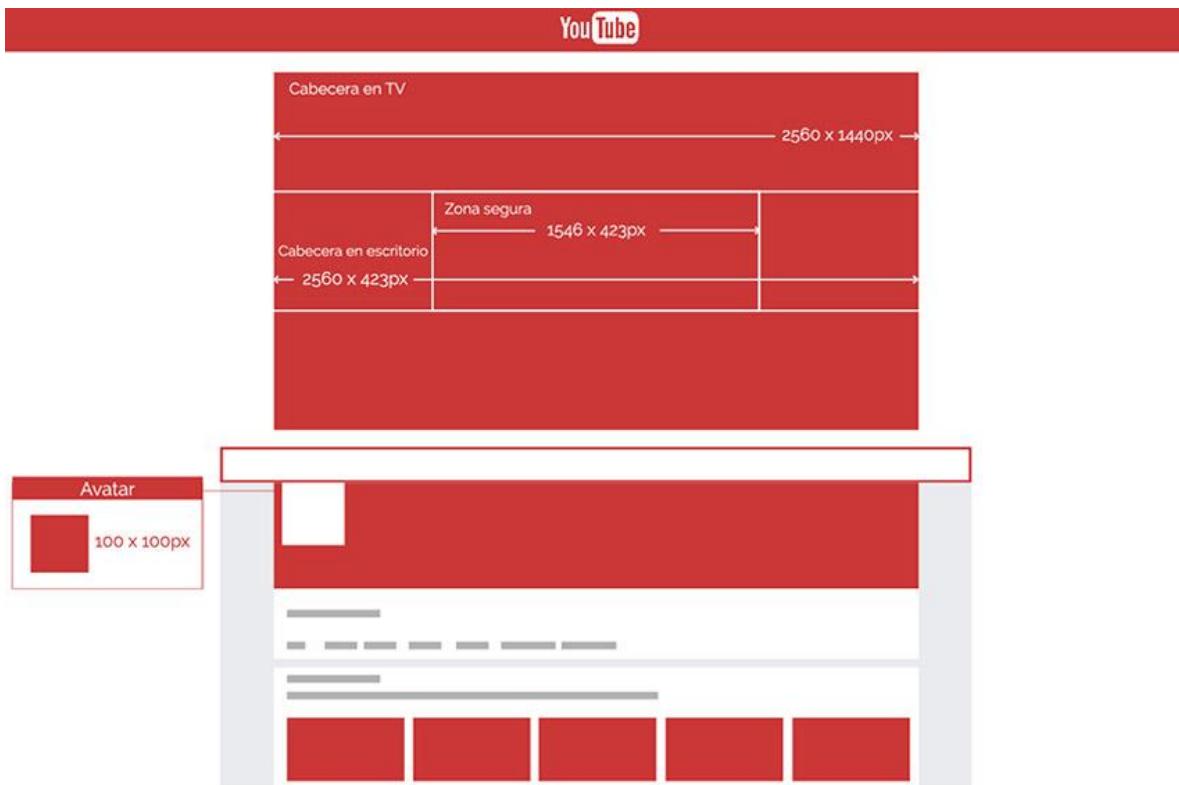 YouTube
Cabecera en TV
2560 x 1440px
Zona segura
1546 x 423px
Cabecera en escritorio
2560 x 423px
Avatar
100 x 100px